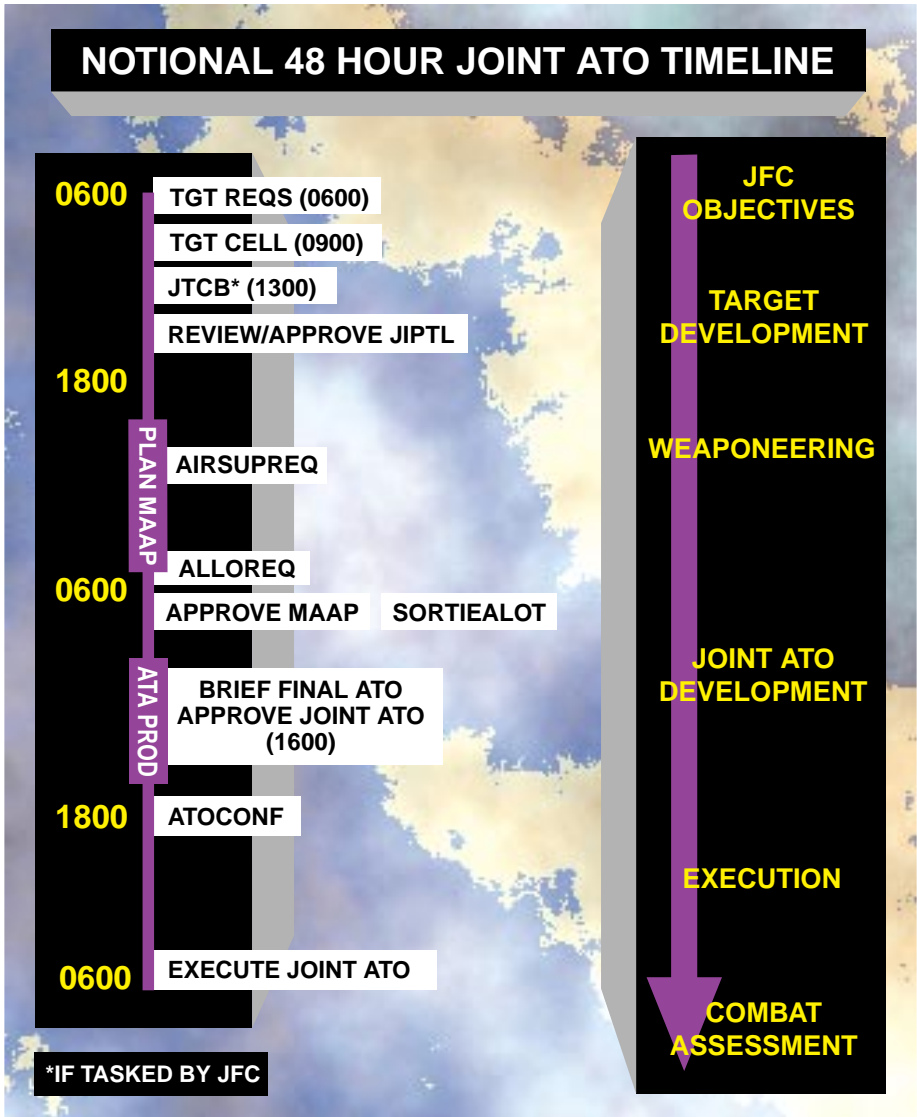 NOTIONAL 48 HOUR JOINT ATO TIMELINE
0600
TGT REQS (0600)
TGT CELL (0900)
JTCB* (1300)
REVIEW/APPROVE JIPTL
1800
PLAN MAAP
AIRSUPREQ
ALLOREQ
0600
APPROVE MAAP
SORTIEALOT
ATA PROD
BRIEF FINAL ATO
APPROVE JOINT ATO
(1600)
1800
ATOCONF
0600
EXECUTE JOINT ATO
*IF TASKED BY JFC
JFC
OBJECTIVES
TARGET
DEVELOPMENT
WEAPONEERING
JOINT ATO
DEVELOPMENT
EXECUTION
COMBAT
ASSESSMENT